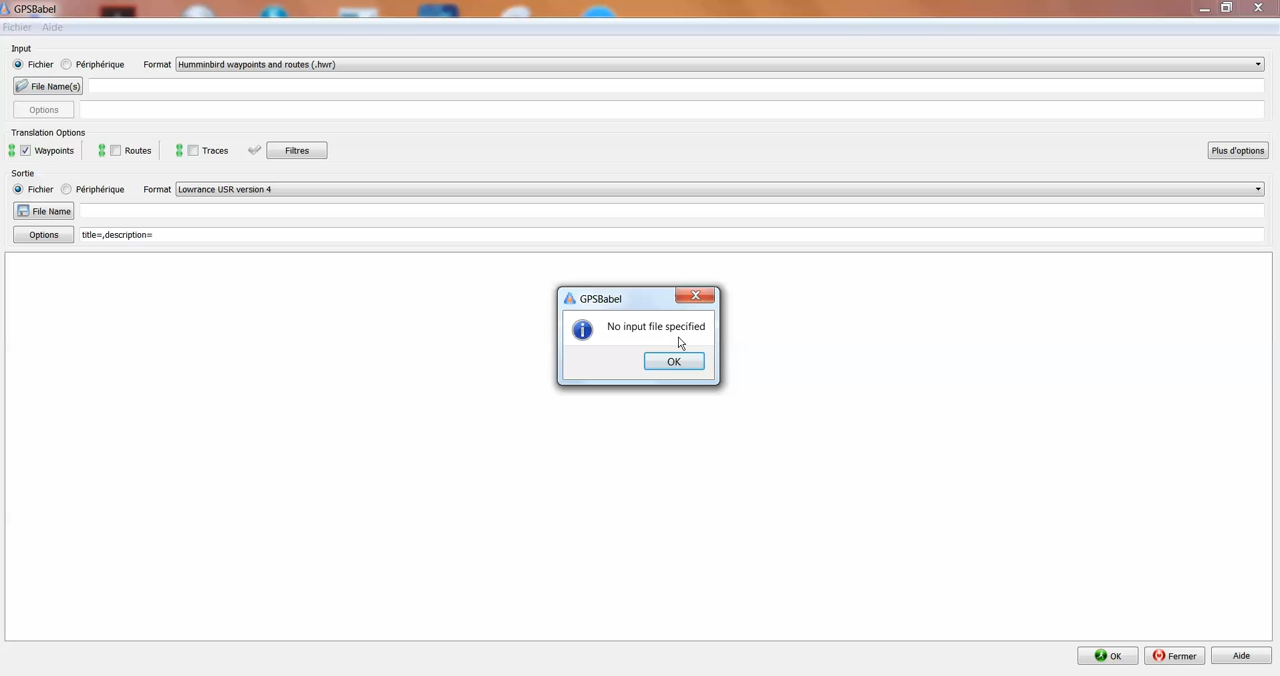 GPSBabel
Fichier Aide
Input
Fichier Périphérique Format Humminbird waypoints and routes (.hwr)
File Name(s)
Options
Translation Options
Waypoints Routes Traces Filtres Plus d'options
Sortie
Fichier Périphérique Format Lowrance USR version 4
File Name
Options title=,description=
GPSBabel
No input file specified
OK
OK Fermer Aide